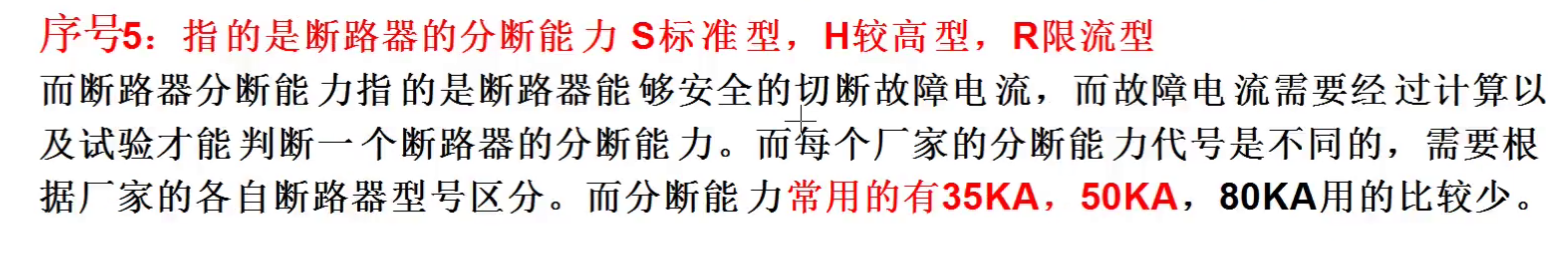 序号5：指的是断路器的分断能力 S标准型，H较高型，R限流型
而断路器分断能力指的是断路器能够安全的切断故障电流，而故障电流需要经过计算以
及试验才能判断一个断路器的分断能力。而每个厂家的分断能力代号是不同的，需要根
据厂家的各自断路器型号区分。而分断能力常用的有35KA，50KA，80KA用的比较少。